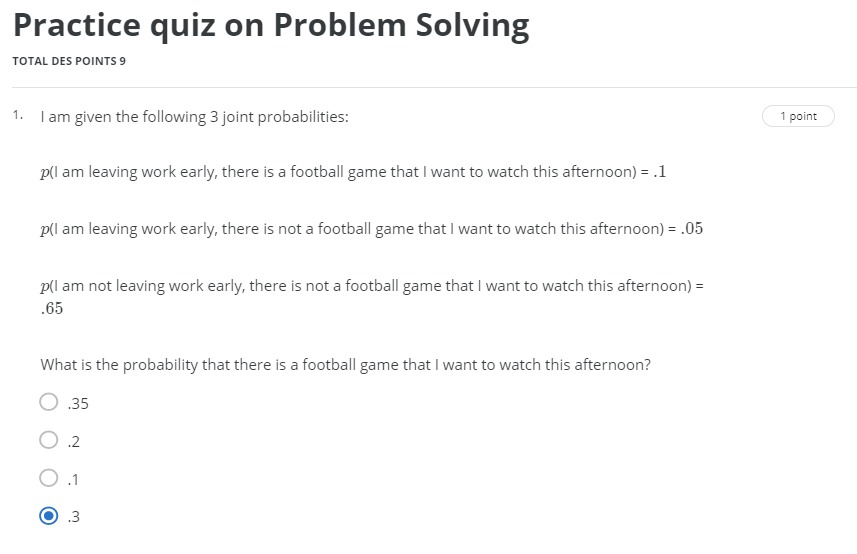 Practice quiz on Problem Solving
TOTAL DES POINTS 9
1. I am given the following 3 joint probabilities:
1 point
p(I am leaving work early, there is a football game that I want to watch this afternoon) = .1
p(I am leaving work early, there is not a football game that I want to watch this afternoon) = .05
p(I am not leaving work early, there is not a football game that I want to watch this afternoon) =
.65
What is the probability that there is a football game that I want to watch this afternoon?
.35
.2
.1
.3